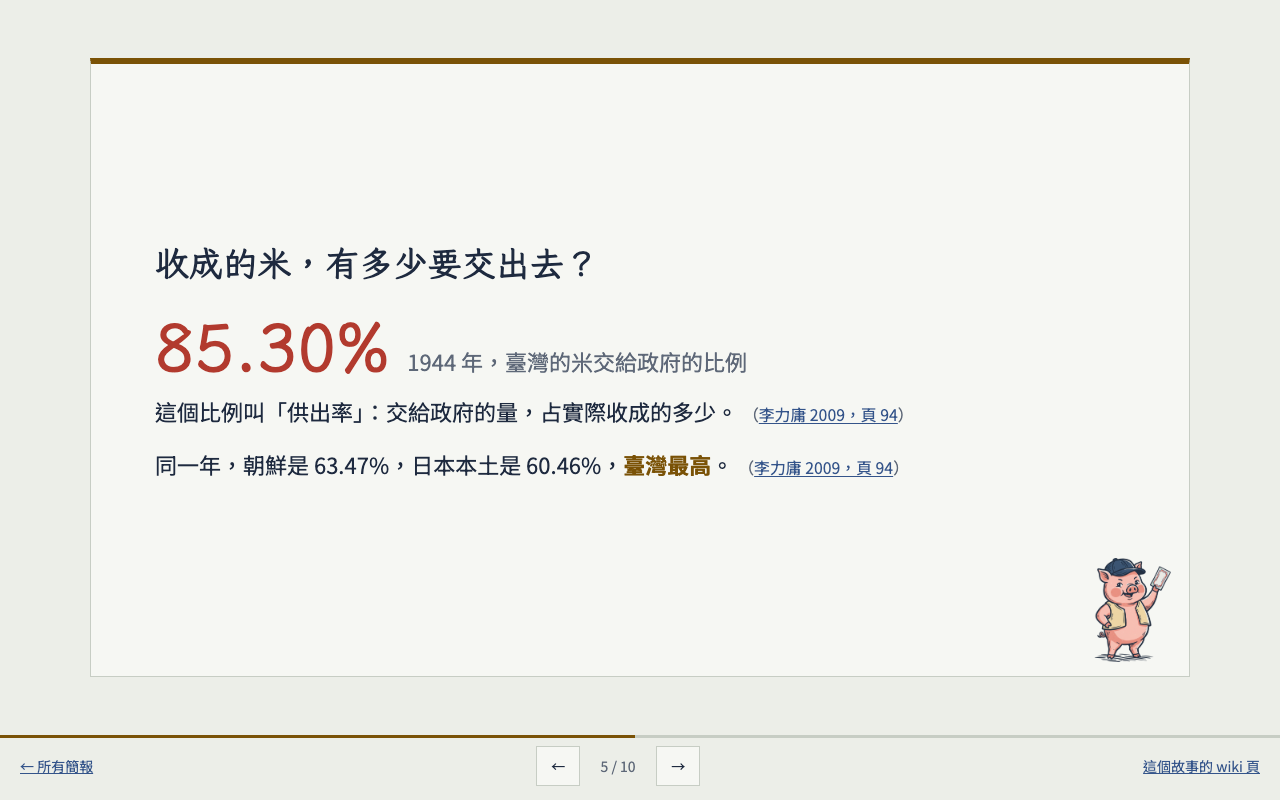 收成的米，有多少要交出去？
85.30% 1944 年，臺灣的米交給政府的比例
這個比例叫「供出率」：交給政府的量，占實際收成的多少。（李力庸 2009，頁 94）
同一年，朝鮮是 63.47%，日本本土是 60.46%，臺灣最高。（李力庸 2009，頁 94）
← 所有簡報
← 5 / 10 →
這個故事的 wiki 頁